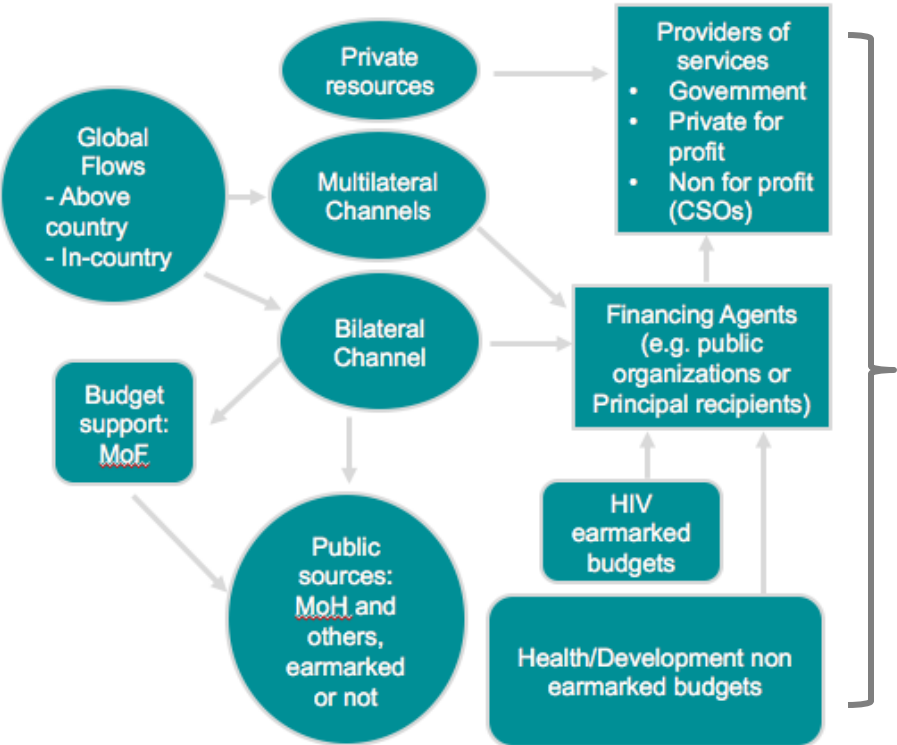 Private
resources
Providers of
services
• Government
• Private for
profit
• Non for profit
(CSOs)
Global
Flows
- Above
country
- In-country
Multilateral
Channels
Bilateral
Channel
Financing Agents
(e.g. public
organizations or
Principal recipients)
Budget
support:
MoF
HIV
earmarked
budgets
Public
sources:
MoH and
others,
earmarked
or not
Health/Development non
earmarked budgets